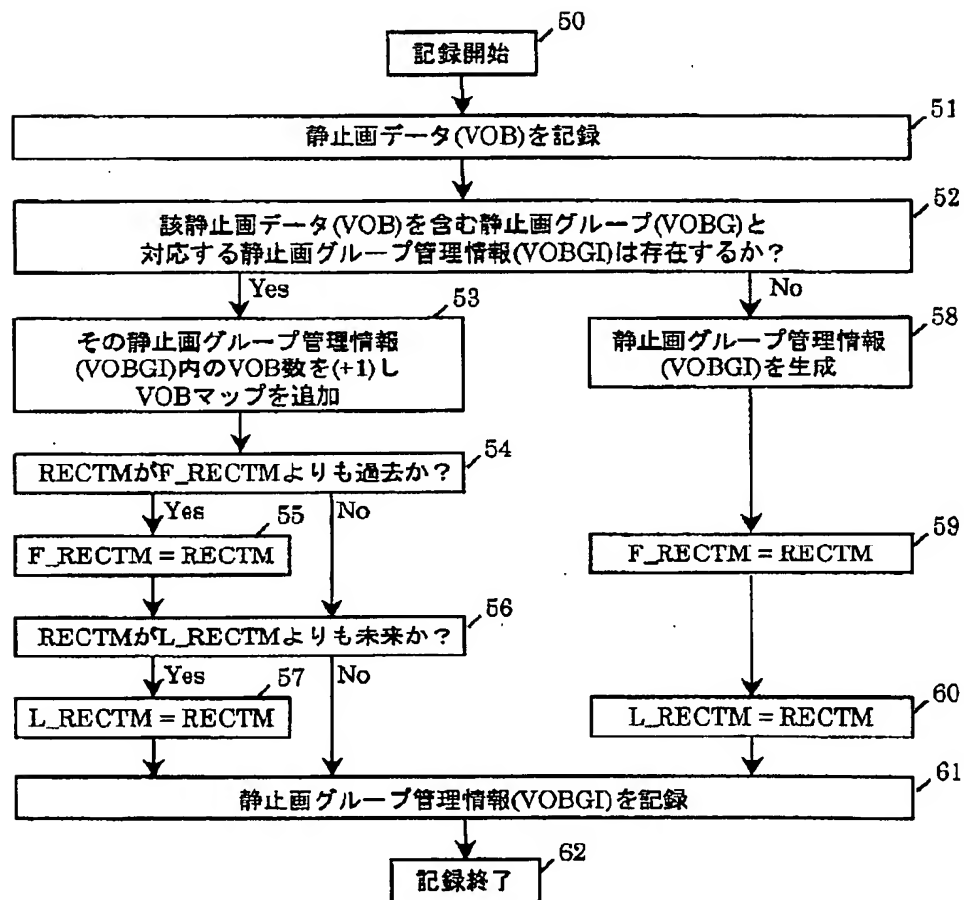 50
記録開始
51
静止画データ(VOB)を記録
52
該静止画データ(VOB)を含む静止画グループ(VOBG)と
対応する静止画グループ管理情報(VOBGI)は存在するか？
Yes
No
53
その静止画グループ管理情報
(VOBGI)内のVOB数を(+1)し
VOBマップを追加
58
静止画グループ管理情報
(VOBGI)を生成
54
RECTMがF_RECTMよりも過去か？
Yes
No
55
F_RECTM = RECTM
59
F_RECTM = RECTM
56
RECTMがL_RECTMよりも未来か？
Yes
No
57
L_RECTM = RECTM
60
L_RECTM = RECTM
61
静止画グループ管理情報(VOBGI)を記録
62
記録終了